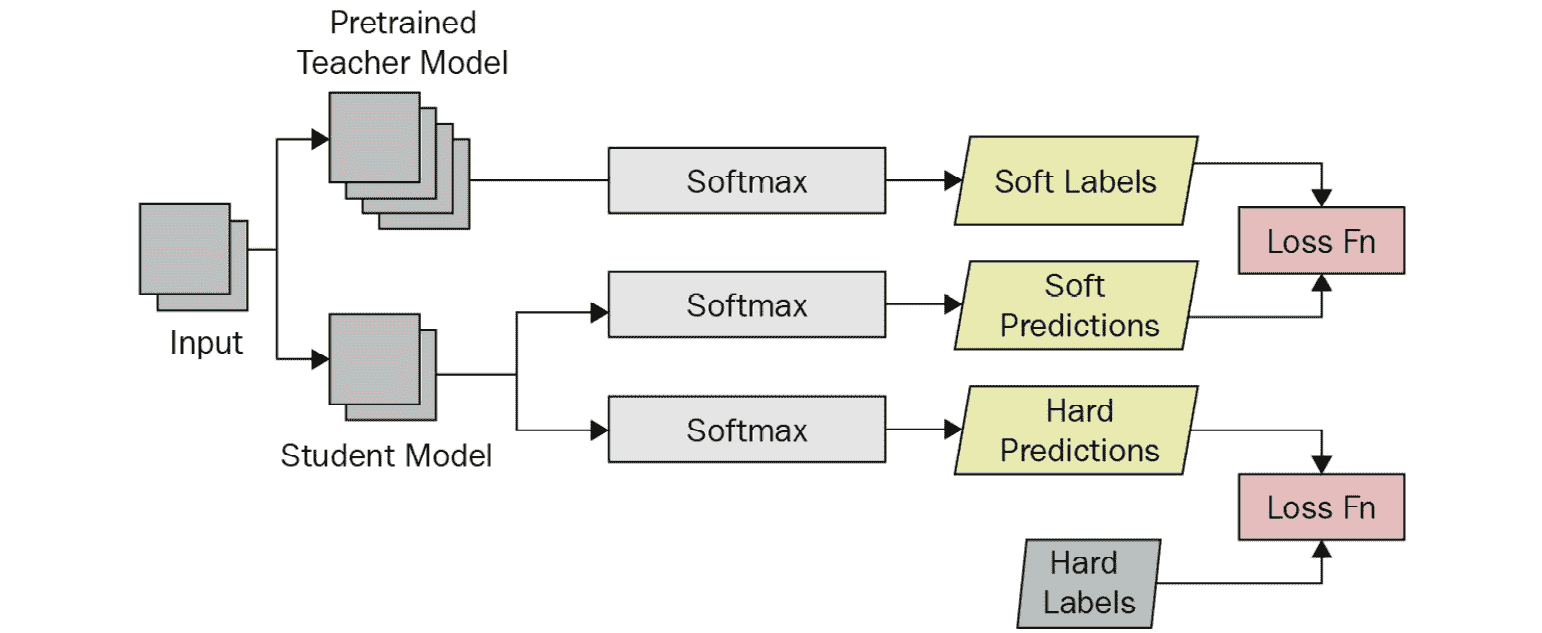 Pretrained
Teacher Model
Softmax
Soft Labels
Loss Fn
Input
Softmax
Soft
Predictions
Student Model
Softmax
Hard
Predictions
Loss Fn
Hard
Labels